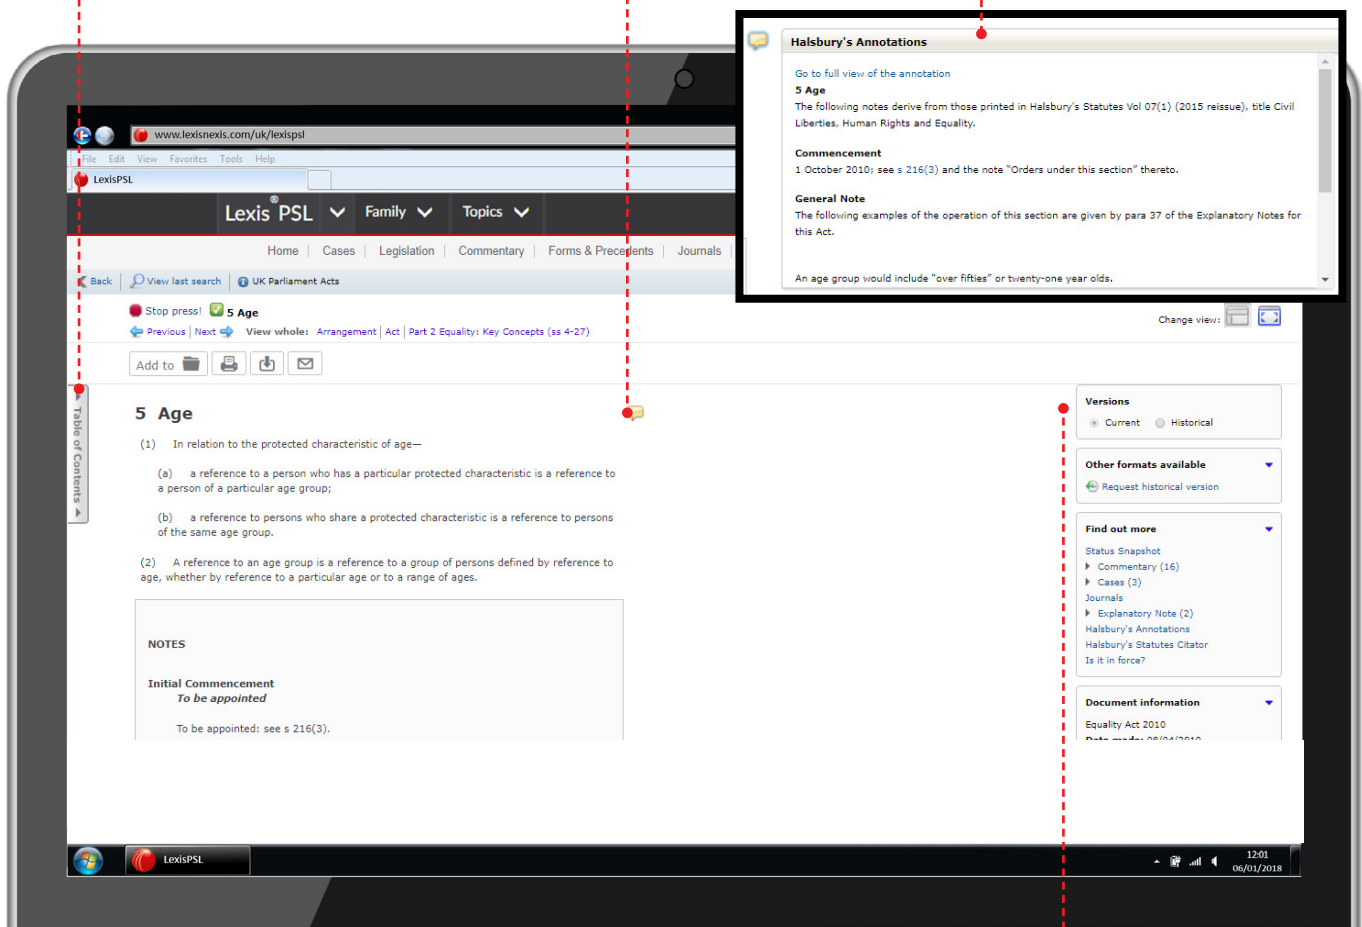 Halsbury's Annotations
Go to full view of the annotation
5 Age
The following notes derive from those printed in Halsbury's Statutes Vol 07(1) (2015 reissue), title Civil
Liberties, Human Rights and Equality.
Commencement
1 October 2010; see s 216(3) and the note "Orders under this section" thereto.
General Note
The following examples of the operation of this section are given by para 37 of the Explanatory Notes for
this Act.
An age group would include "over fifties" or twenty-one year olds.
www.lexisnexis.com/uk/lexispsl
File Edit View Favorites Tools Help
LexisPSL
Lexis®PSL Family Topics
Home | Cases | Legislation | Commentary | Forms & Precedents | Journals |
Back View last search UK Parliament Acts
Stop press! 5 Age
Previous | Next View whole: Arrangement | Act | Part 2 Equality: Key Concepts (ss 4-27)
Change view:
Add to
Table of Contents
5 Age
(1) In relation to the protected characteristic of age—
(a) a reference to a person who has a particular protected characteristic is a reference to
a person of a particular age group;
(b) a reference to persons who share a protected characteristic is a reference to persons
of the same age group.
(2) A reference to an age group is a reference to a group of persons defined by reference to
age, whether by reference to a particular age or to a range of ages.
NOTES
Initial Commencement
To be appointed
To be appointed: see s 216(3).
Versions
Current Historical
Other formats available
Request historical version
Find out more
Status Snapshot
Commentary (16)
Cases (3)
Journals
Explanatory Note (2)
Halsbury's Annotations
Halsbury's Statutes Citator
Is it in force?
Document information
Equality Act 2010
Date made: 08/04/2010
LexisPSL
12:01
06/01/2018